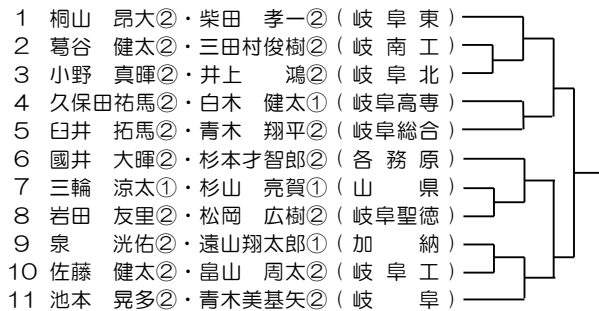 1 桐山 昂大②・柴田 孝一②(岐阜東)
2 葛谷 健太②・三田村俊樹②(岐南工)
3 小野 真暉②・井上 鴻②(岐阜北)
4 久保田祐馬②・白木 健太①(岐阜高専)
5 臼井 拓馬②・青木 翔平②(岐阜総合)
6 國井 大暉②・杉本才智郎②(各務原)
7 三輪 涼太①・杉山 亮賀①(山県)
8 岩田 友里②・松岡 広樹②(岐阜聖徳)
9 泉 洸佑②・遠山翔太郎①(加納)
10 佐藤 健太②・畠山 周太②(岐阜工)
11 池本 晃多②・青木美基矢②(岐阜)